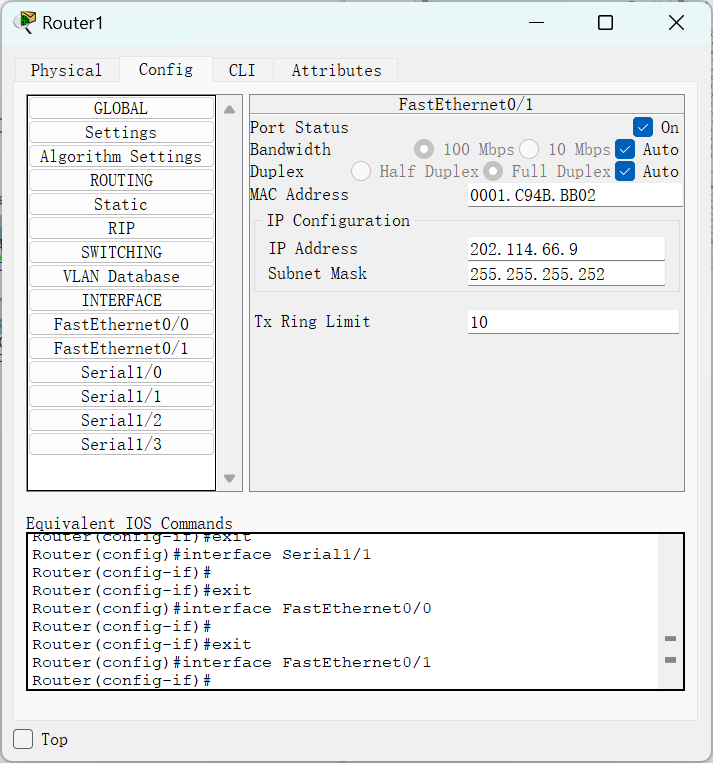 Router1
Physical Config CLI Attributes
GLOBAL
Settings
Algorithm Settings
ROUTING
Static
RIP
SWITCHING
VLAN Database
INTERFACE
FastEthernet0/0
FastEthernet0/1
Serial1/0
Serial1/1
Serial1/2
Serial1/3
FastEthernet0/1
Port Status On
Bandwidth 100 Mbps 10 Mbps Auto
Duplex Half Duplex Full Duplex Auto
MAC Address 0001.C94B.BB02
IP Configuration
IP Address 202.114.66.9
Subnet Mask 255.255.255.252
Tx Ring Limit 10
Equivalent IOS Commands
Router(config-if)#exit
Router(config)#interface Serial1/1
Router(config-if)#
Router(config-if)#exit
Router(config)#interface FastEthernet0/0
Router(config-if)#
Router(config-if)#exit
Router(config)#interface FastEthernet0/1
Router(config-if)#
Top